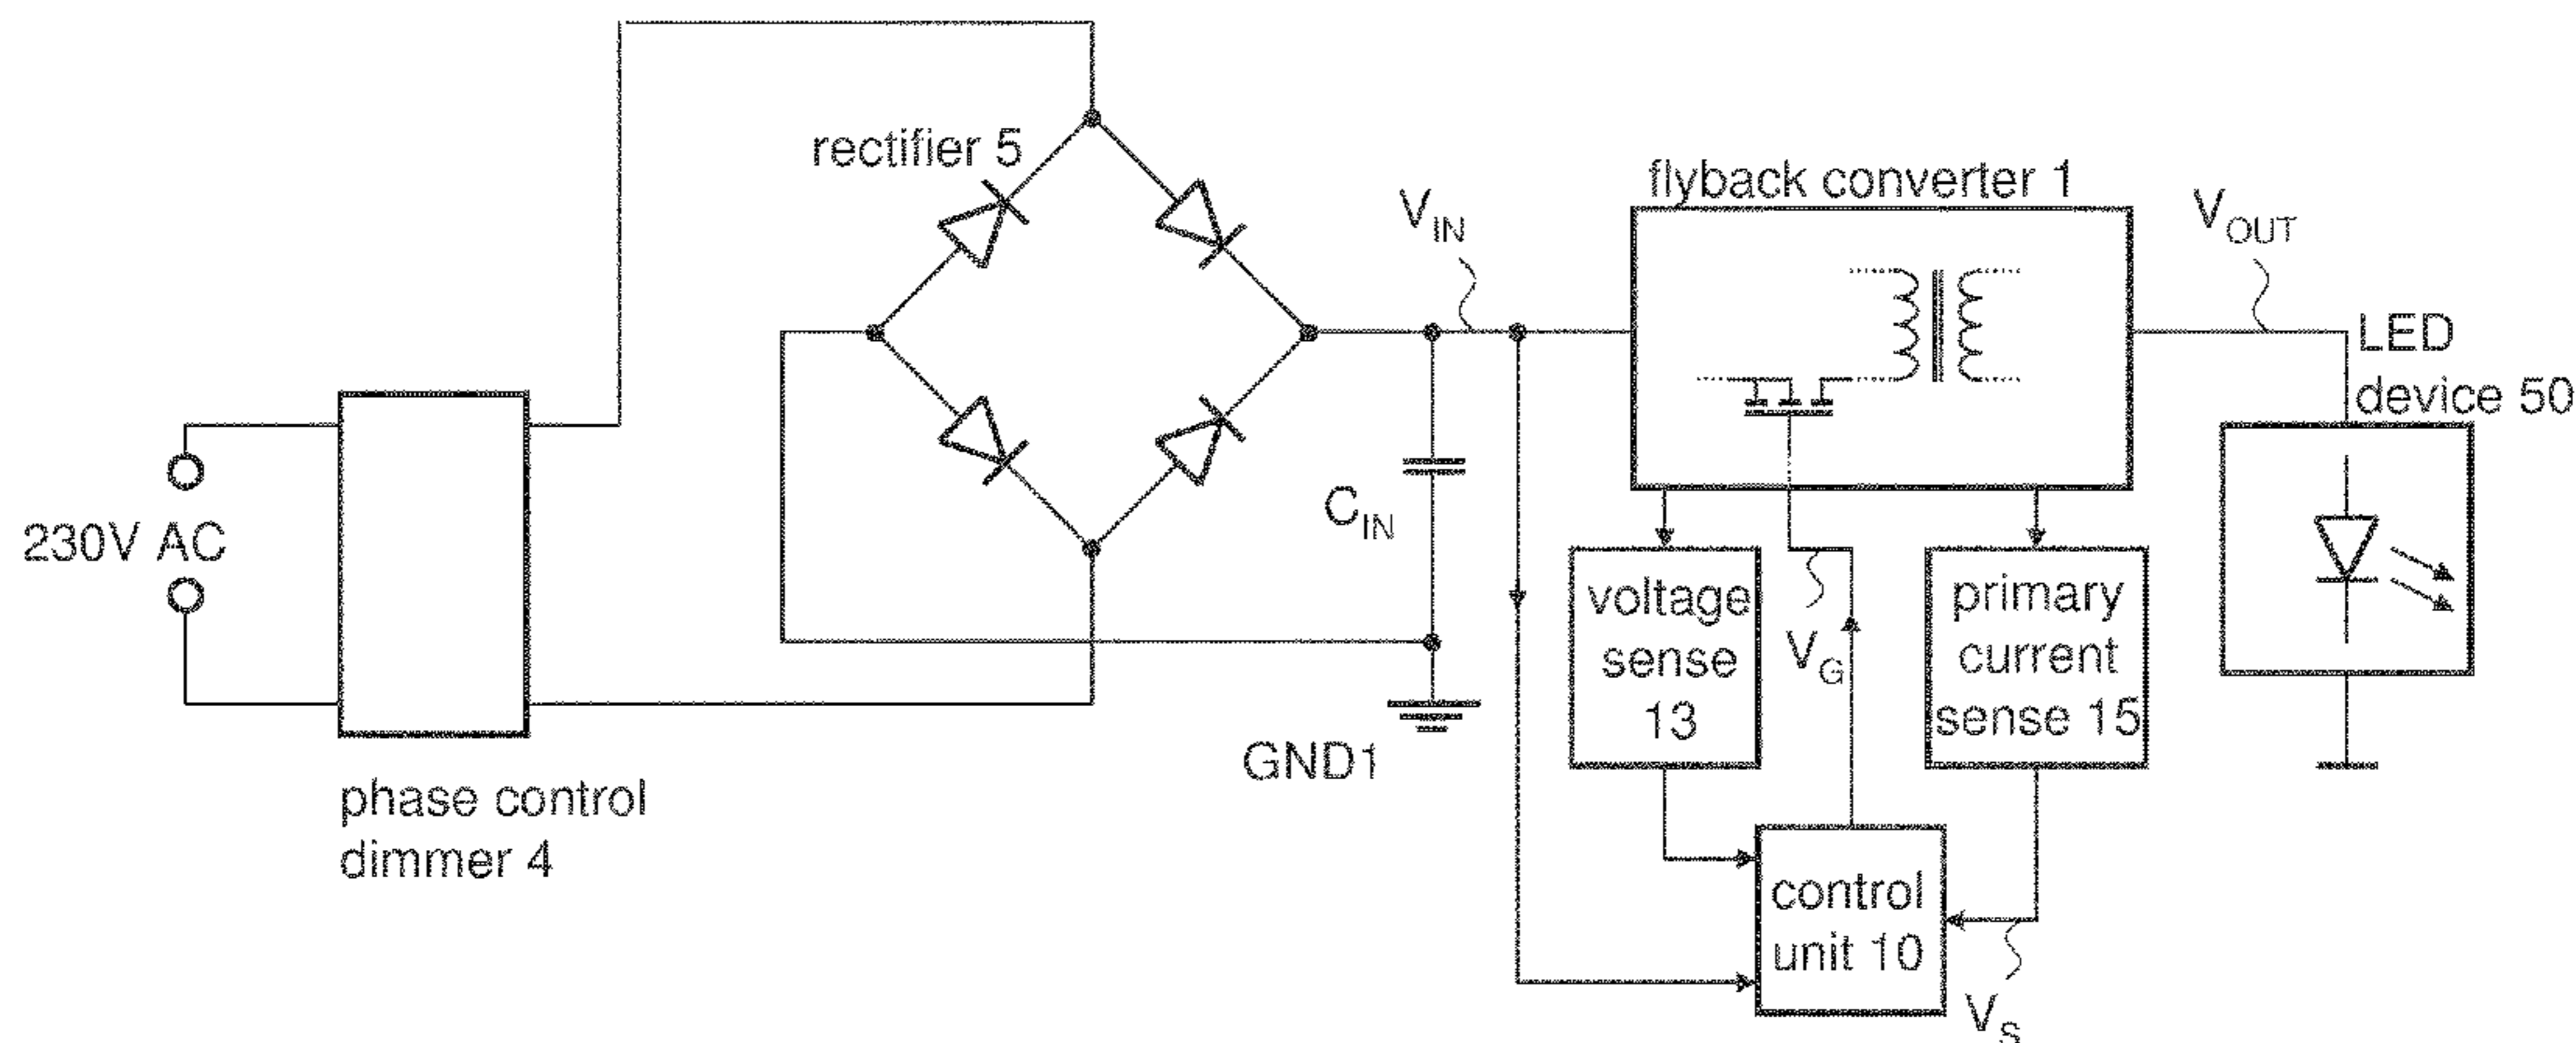 rectifier 5
flyback converter 1
V_IN
V_OUT
LED
device 50
230V AC
C_IN
GND1
phase control
dimmer 4
voltage
sense
13
V_G
primary
current
sense 15
control
unit 10
V_S